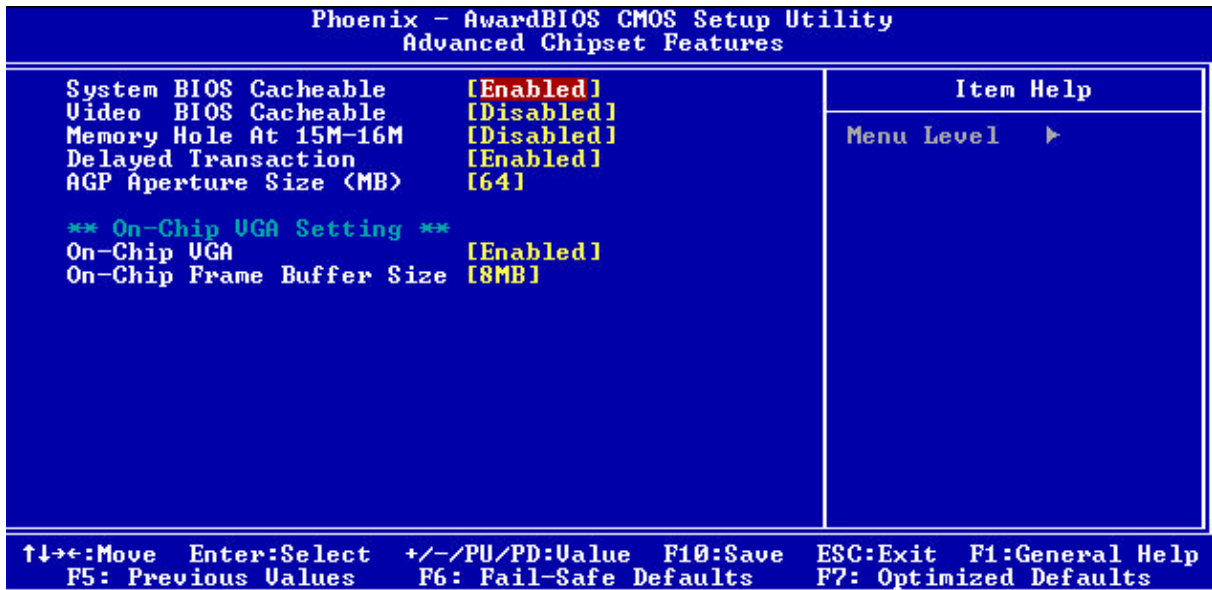 Phoenix - AwardBIOS CMOS Setup Utility
Advanced Chipset Features
System BIOS Cacheable [Enabled]
Video BIOS Cacheable [Disabled]
Memory Hole At 15M-16M [Disabled]
Delayed Transaction [Enabled]
AGP Aperture Size (MB) [64]
** On-Chip VGA Setting **
On-Chip VGA [Enabled]
On-Chip Frame Buffer Size [8MB]
Item Help
Menu Level ▶
↑↓→←:Move Enter:Select +/-/PU/PD:Value F10:Save ESC:Exit F1:General Help
F5: Previous Values F6: Fail-Safe Defaults F7: Optimized Defaults